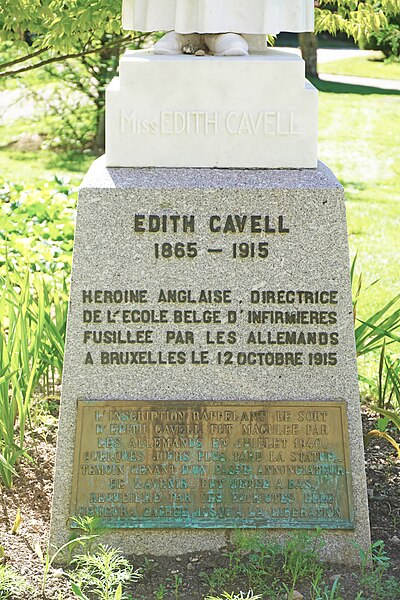 Miss EDITH CAVELL
EDITH CAVELL
1865 – 1915
HEROINE ANGLAISE, DIRECTRICE
DE L'ECOLE BELGE D'INFIRMIERES
FUSILLEE PAR LES ALLEMANDS
A BRUXELLES LE 12 OCTOBRE 1915
L'INSCRIPTION RAPPELANT LE SORT
D'EDITH CAVELL FUT MACULEE PAR
LES ALLEMANDS EN JUILLET 1940.
QUELQUES JOURS PLUS TARD LA STATUE,
TEMOIN GENANT D'UN PASSE ANNONCIATEUR
DE L'AVENIR, FUT JETEE A BAS.
RECUEILLIE PAR DES PATRIOTES, ELLE
DEMEURA CACHEE JUSQU'A LA LIBERATION